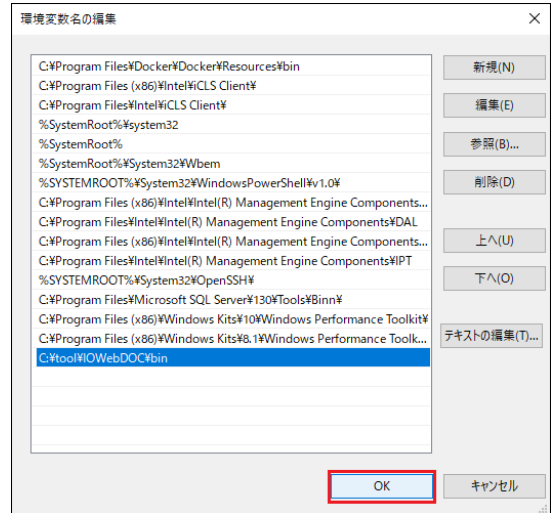 環境変数名の編集
C:¥Program Files¥Docker¥Docker¥Resources¥bin
C:¥Program Files (x86)¥Intel¥iCLS Client¥
C:¥Program Files¥Intel¥iCLS Client¥
%SystemRoot%¥system32
%SystemRoot%
%SystemRoot%¥System32¥Wbem
%SYSTEMROOT%¥System32¥WindowsPowerShell¥v1.0¥
C:¥Program Files (x86)¥Intel¥Intel(R) Management Engine Components...
C:¥Program Files¥Intel¥Intel(R) Management Engine Components¥DAL
C:¥Program Files (x86)¥Intel¥Intel(R) Management Engine Components...
C:¥Program Files¥Intel¥Intel(R) Management Engine Components¥IPT
%SYSTEMROOT%¥System32¥OpenSSH¥
C:¥Program Files¥Microsoft SQL Server¥130¥Tools¥Binn¥
C:¥Program Files (x86)¥Windows Kits¥10¥Windows Performance Toolkit¥
C:¥Program Files (x86)¥Windows Kits¥8.1¥Windows Performance Toolk...
C:¥tool¥IOWebDOC¥bin
新規(N)
編集(E)
参照(B)...
削除(D)
上へ(U)
下へ(O)
テキストの編集(T)...
OK
キャンセル